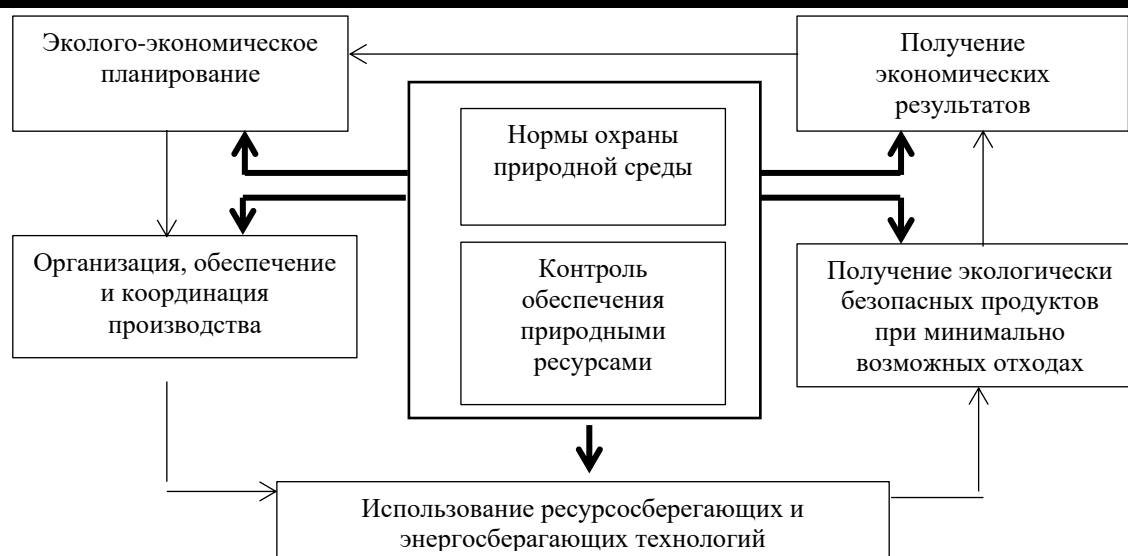 Эколого-экономическое
планирование
Получение
экономических
результатов
Нормы охраны
природной среды
Организация, обеспечение
и координация
производства
Контроль
обеспечения
природными
ресурсами
Получение экологически
безопасных продуктов
при минимально
возможных отходах
Использование ресурсосберегающих и
энергосберагающих технологий